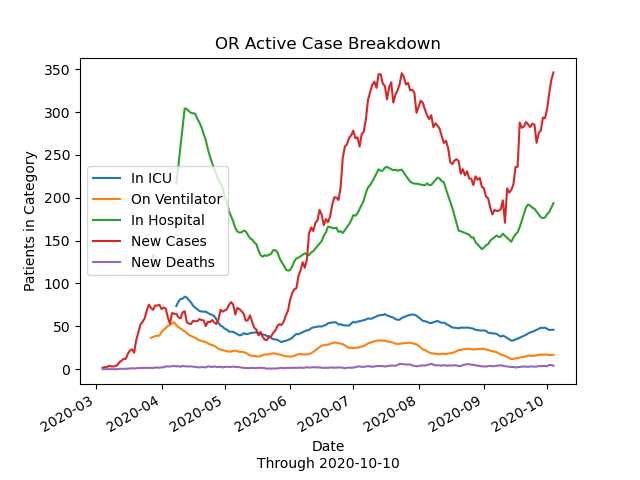 OR Active Case Breakdown
Patients in Category
350
300
250
200
150
100
50
0
In ICU
On Ventilator
In Hospital
New Cases
New Deaths
2020-03
2020-04
2020-05
2020-06
2020-07
2020-08
2020-09
2020-10
Date
Through 2020-10-10